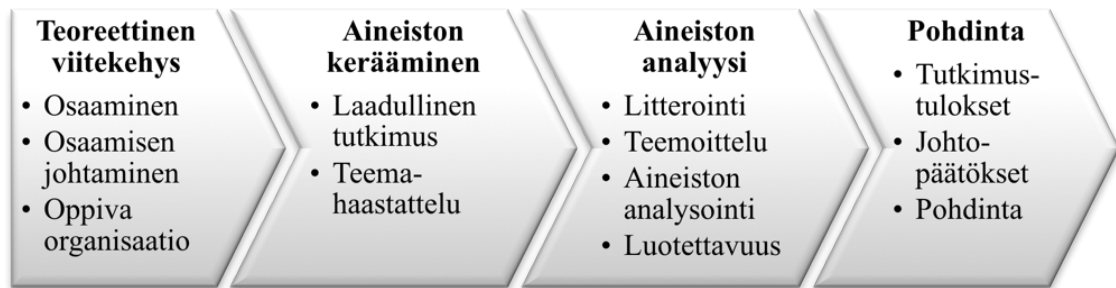 Teoreettinen
viitekehys
• Osaaminen
• Osaamisen
johtaminen
• Oppiva
organisaatio
Aineiston
kerääminen
• Laadullinen
tutkimus
• Teema-
haastattelu
Aineiston
analyysi
• Litterointi
• Teemoittelu
• Aineiston
analysointi
• Luotettavuus
Pohdinta
• Tutkimus-
tulokset
• Johto-
päätökset
• Pohdinta